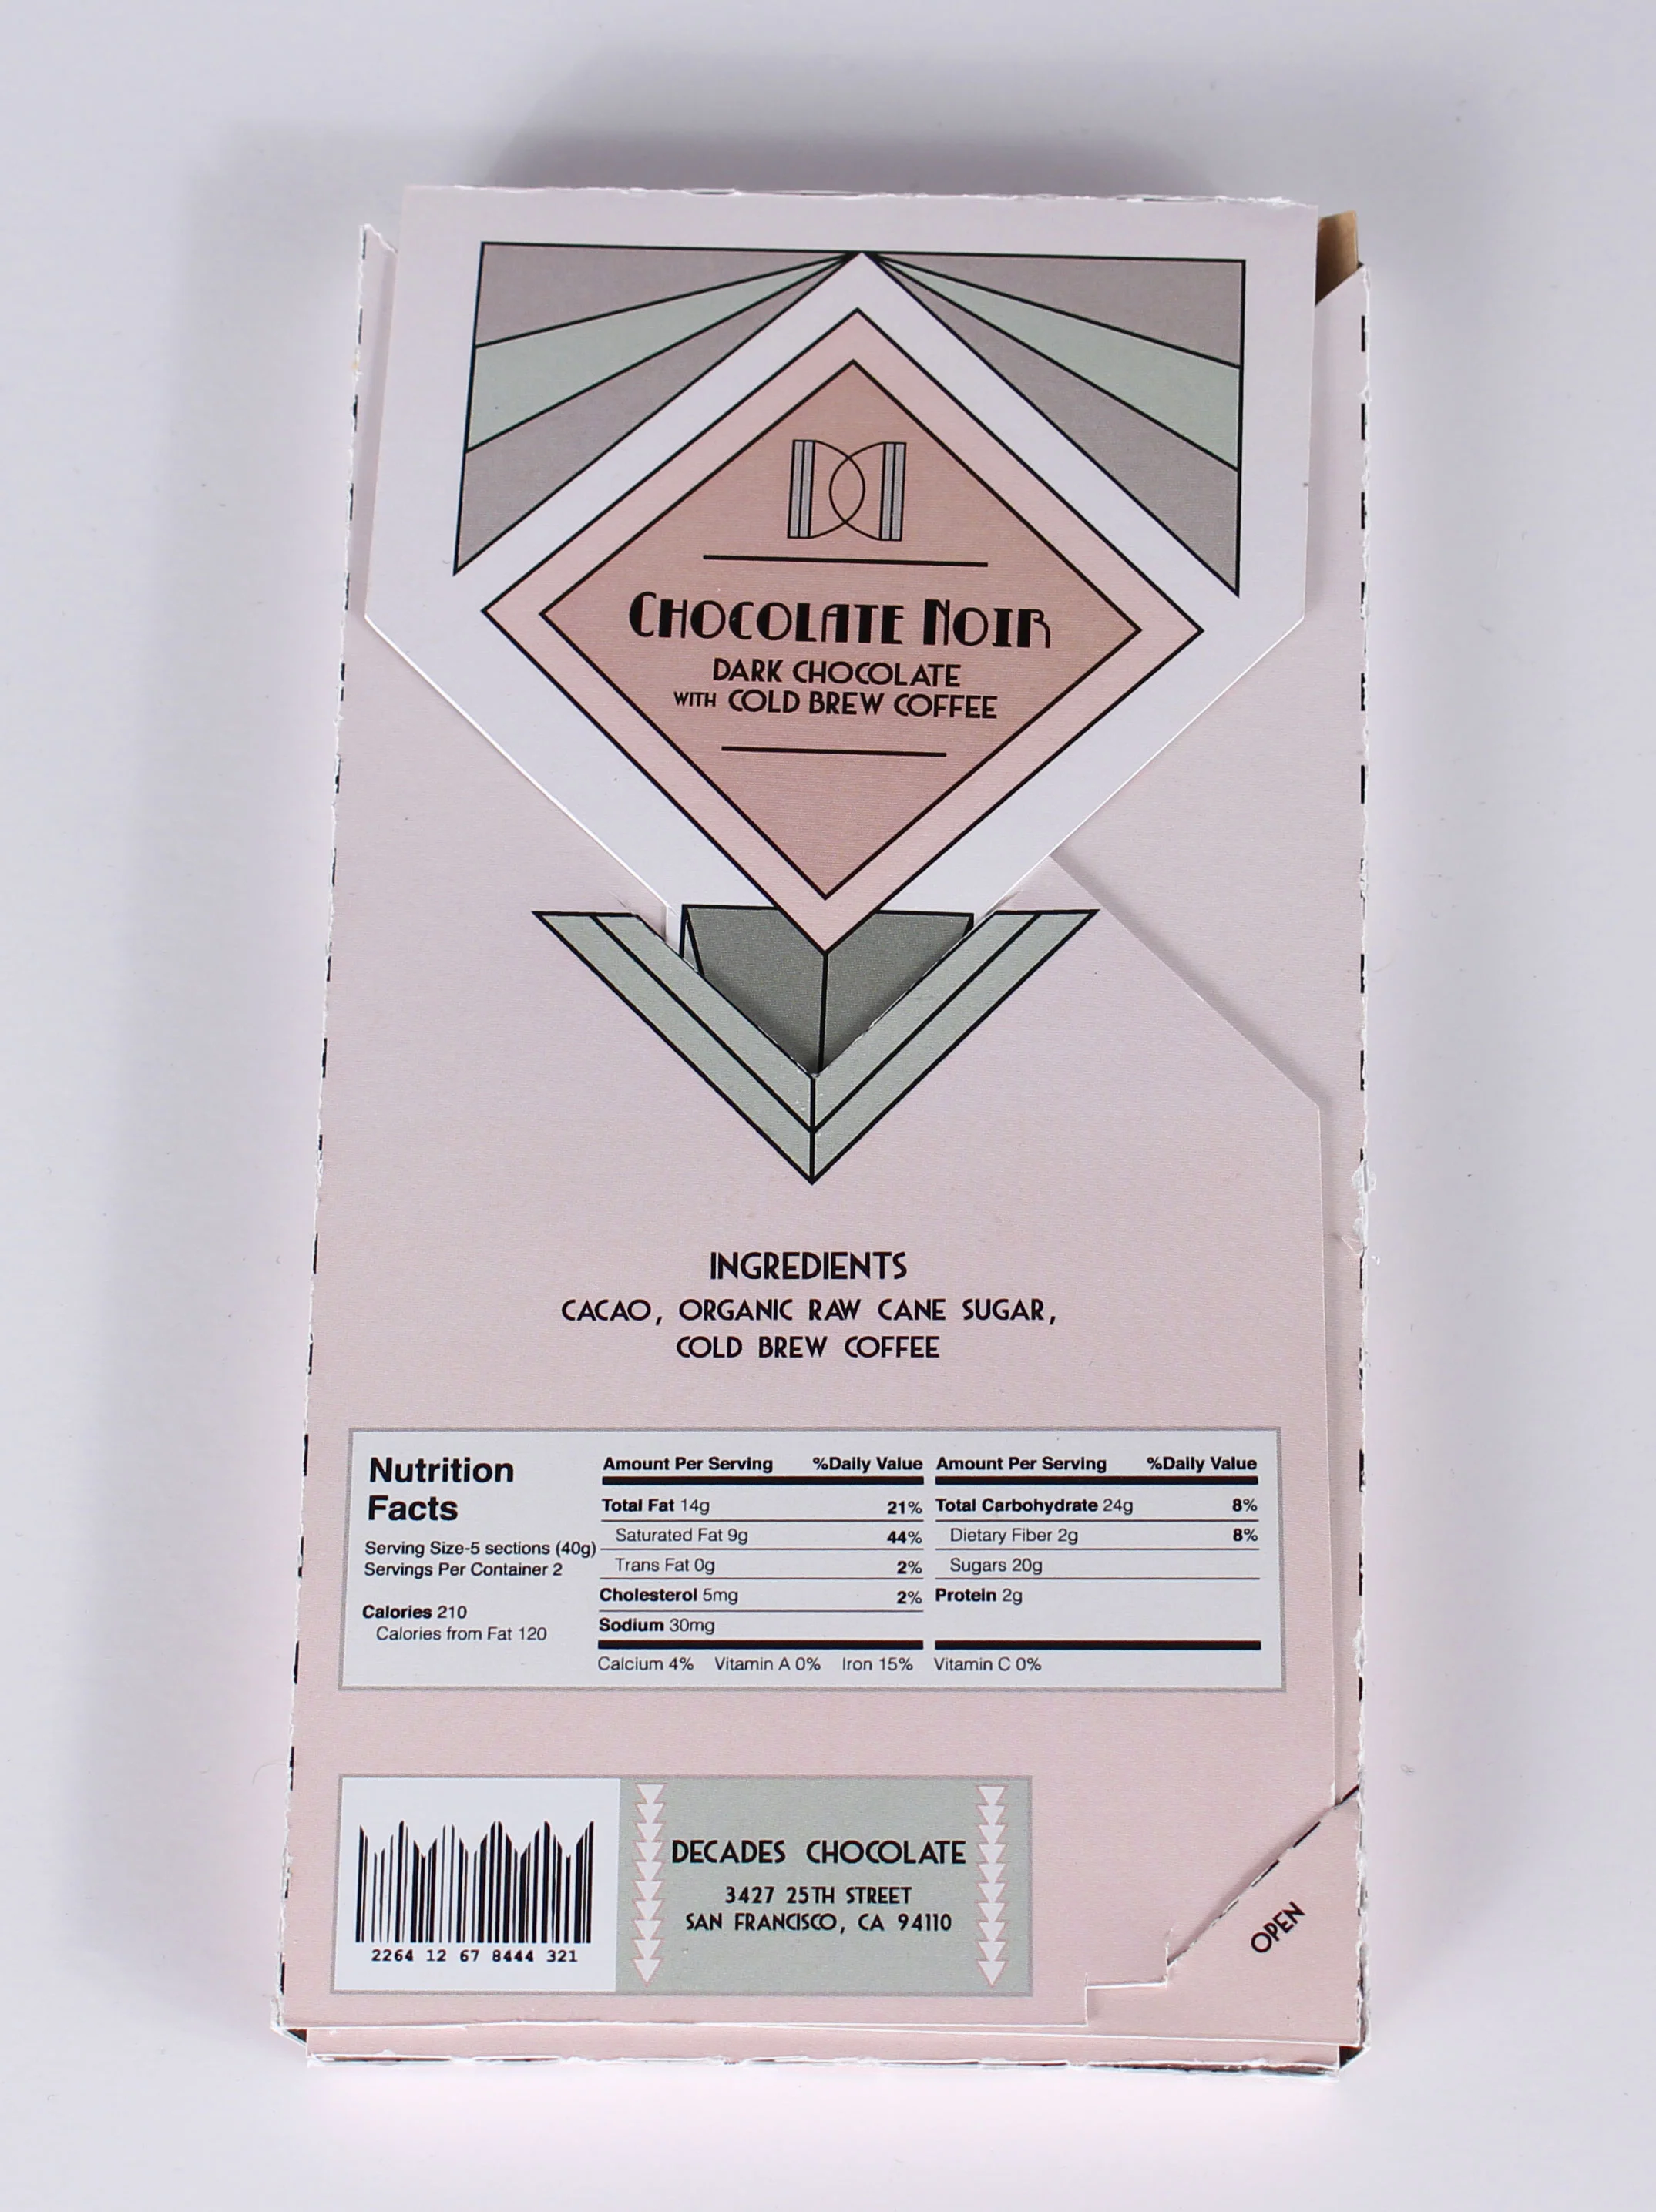 CHOCOLATE NOIR
DARK CHOCOLATE
WITH COLD BREW COFFEE
INGREDIENTS
CACAO, ORGANIC RAW CANE SUGAR,
COLD BREW COFFEE
Nutrition
Facts
Serving Size-5 sections (40g)
Servings Per Container 2
Calories 210
Calories from Fat 120
Amount Per Serving %Daily Value
Total Fat 14g 21%
Saturated Fat 9g 44%
Trans Fat 0g 2%
Cholesterol 5mg 2%
Sodium 30mg
Amount Per Serving %Daily Value
Total Carbohydrate 24g 8%
Dietary Fiber 2g 8%
Sugars 20g
Protein 2g
Calcium 4% Vitamin A 0% Iron 15% Vitamin C 0%
2264 12 67 8444 321
DECADES CHOCOLATE
3427 25TH STREET
SAN FRANCISCO, CA 94110
OPEN